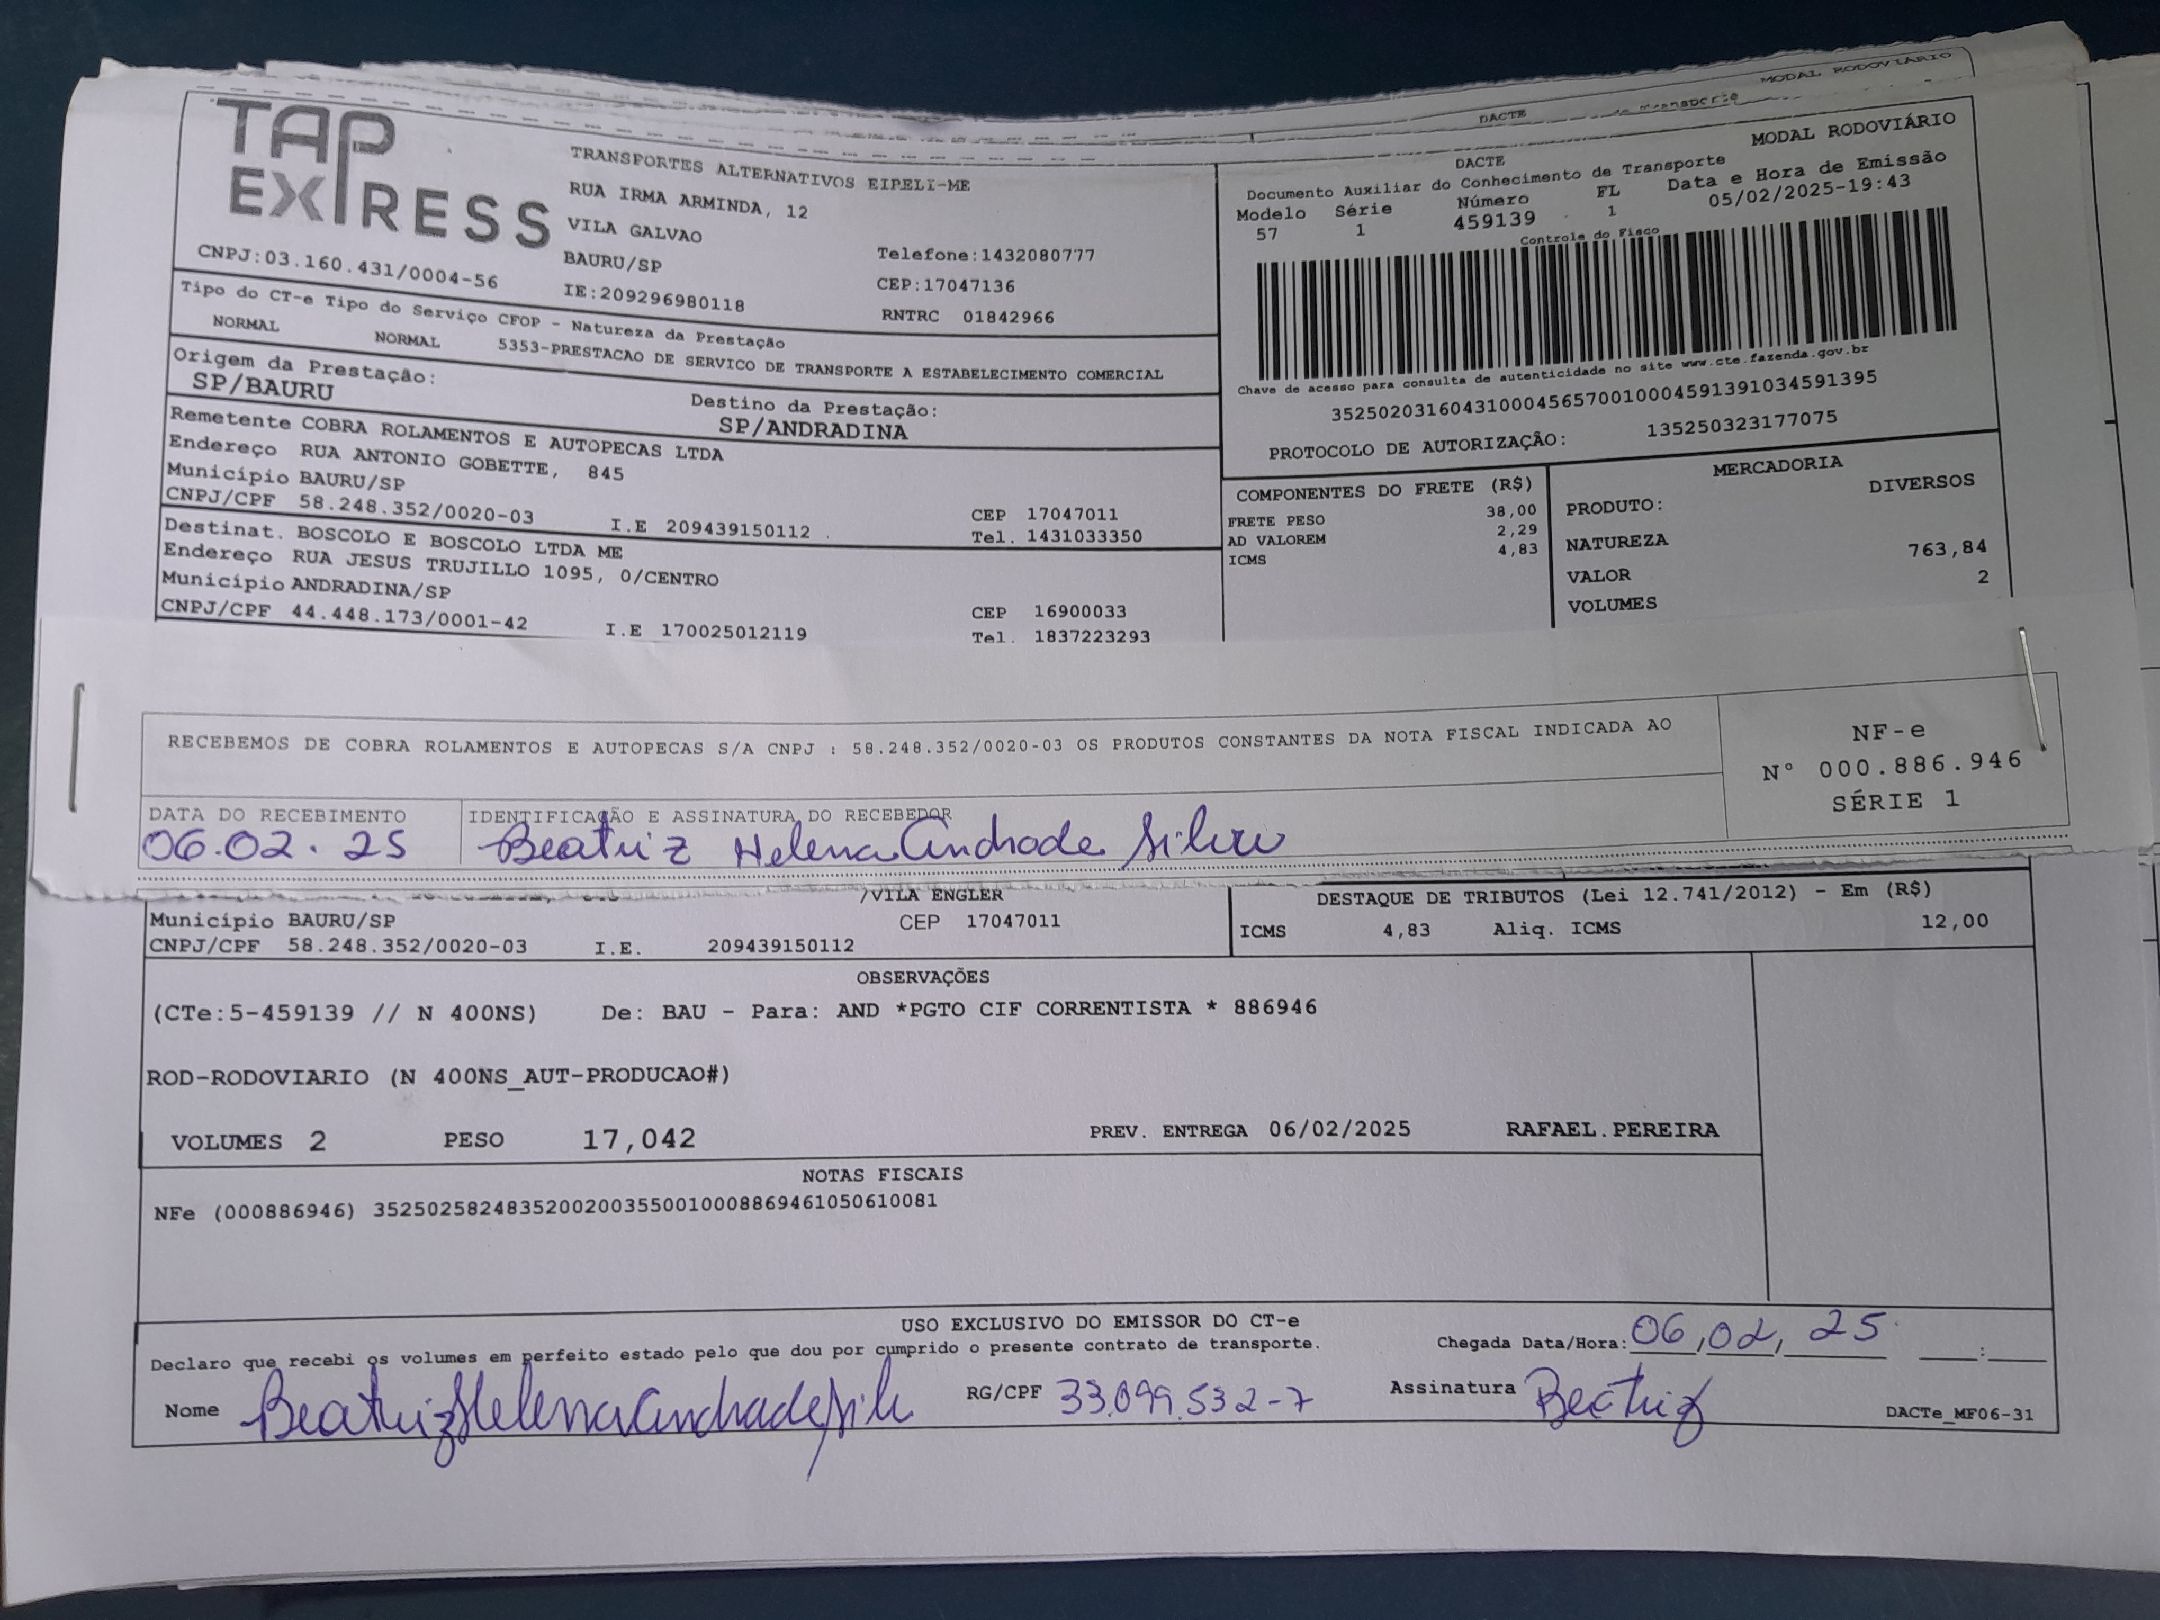 MODAL RODOVIÁRIO
DACTE
TAP
EXPRESS
TRANSPORTES ALTERNATIVOS EIPELI-ME
RUA IRMA ARMINDA, 12
VILA GALVAO
BAURU/SP
Telefone:1432080777
CEP:17047136
CNPJ:03.160.431/0004-56
IE:209296980118
RNTRC 01842966
MODAL RODOVIÁRIO
DACTE
Documento Auxiliar do Conhecimento de Transporte
Data e Hora de Emissão
Modelo Série Número FL
05/02/2025-19:43
57 1 459139 1
Controle do Fisco
Chave de acesso para consulta de autenticidade no site www.cte.fazenda.gov.br
35250203160431000456570010004591391034591395
PROTOCOLO DE AUTORIZAÇÃO: 135250323177075
Tipo do CT-e Tipo do Serviço CFOP - Natureza da Prestação
NORMAL NORMAL 5353-PRESTACAO DE SERVICO DE TRANSPORTE A ESTABELECIMENTO COMERCIAL
Origem da Prestação: Destino da Prestação:
SP/BAURU SP/ANDRADINA
Remetente COBRA ROLAMENTOS E AUTOPECAS LTDA
Endereço RUA ANTONIO GOBETTE, 845
Município BAURU/SP CEP 17047011
CNPJ/CPF 58.248.352/0020-03 I.E 209439150112 Tel. 1431033350
Destinat. BOSCOLO E BOSCOLO LTDA ME
Endereço RUA JESUS TRUJILLO 1095, 0/CENTRO
Município ANDRADINA/SP CEP 16900033
CNPJ/CPF 44.448.173/0001-42 I.E 170025012119 Tel. 1837223293
COMPONENTES DO FRETE (R$)
FRETE PESO 38,00
AD VALOREM 2,29
ICMS 4,83
MERCADORIA
PRODUTO: DIVERSOS
NATUREZA
VALOR 763,84
VOLUMES 2
RECEBEMOS DE COBRA ROLAMENTOS E AUTOPECAS S/A CNPJ : 58.248.352/0020-03 OS PRODUTOS CONSTANTES DA NOTA FISCAL INDICADA AO
NF-e
Nº 000.886.946
SÉRIE 1
DATA DO RECEBIMENTO IDENTIFICAÇÃO E ASSINATURA DO RECEBEDOR
06.02.25 Beatriz Helena Andrade Silva
/VILA ENGLER
Município BAURU/SP CEP 17047011
CNPJ/CPF 58.248.352/0020-03 I.E. 209439150112
DESTAQUE DE TRIBUTOS (Lei 12.741/2012) - Em (R$)
ICMS 4,83 Aliq. ICMS 12,00
OBSERVAÇÕES
(CTe:5-459139 // N 400NS) De: BAU - Para: AND *PGTO CIF CORRENTISTA * 886946
ROD-RODOVIARIO (N 400NS_AUT-PRODUCAO#)
VOLUMES 2 PESO 17,042 PREV. ENTREGA 06/02/2025 RAFAEL.PEREIRA
NOTAS FISCAIS
NFe (000886946) 35250258248352002003550010008869461050610081
USO EXCLUSIVO DO EMISSOR DO CT-e
Declaro que recebi os volumes em perfeito estado pelo que dou por cumprido o presente contrato de transporte. Chegada Data/Hora: 06,02,25 :
Nome Beatriz Helena Andrade Silv RG/CPF 33.099.532-7 Assinatura Beatriz
DACTe_MF06-31